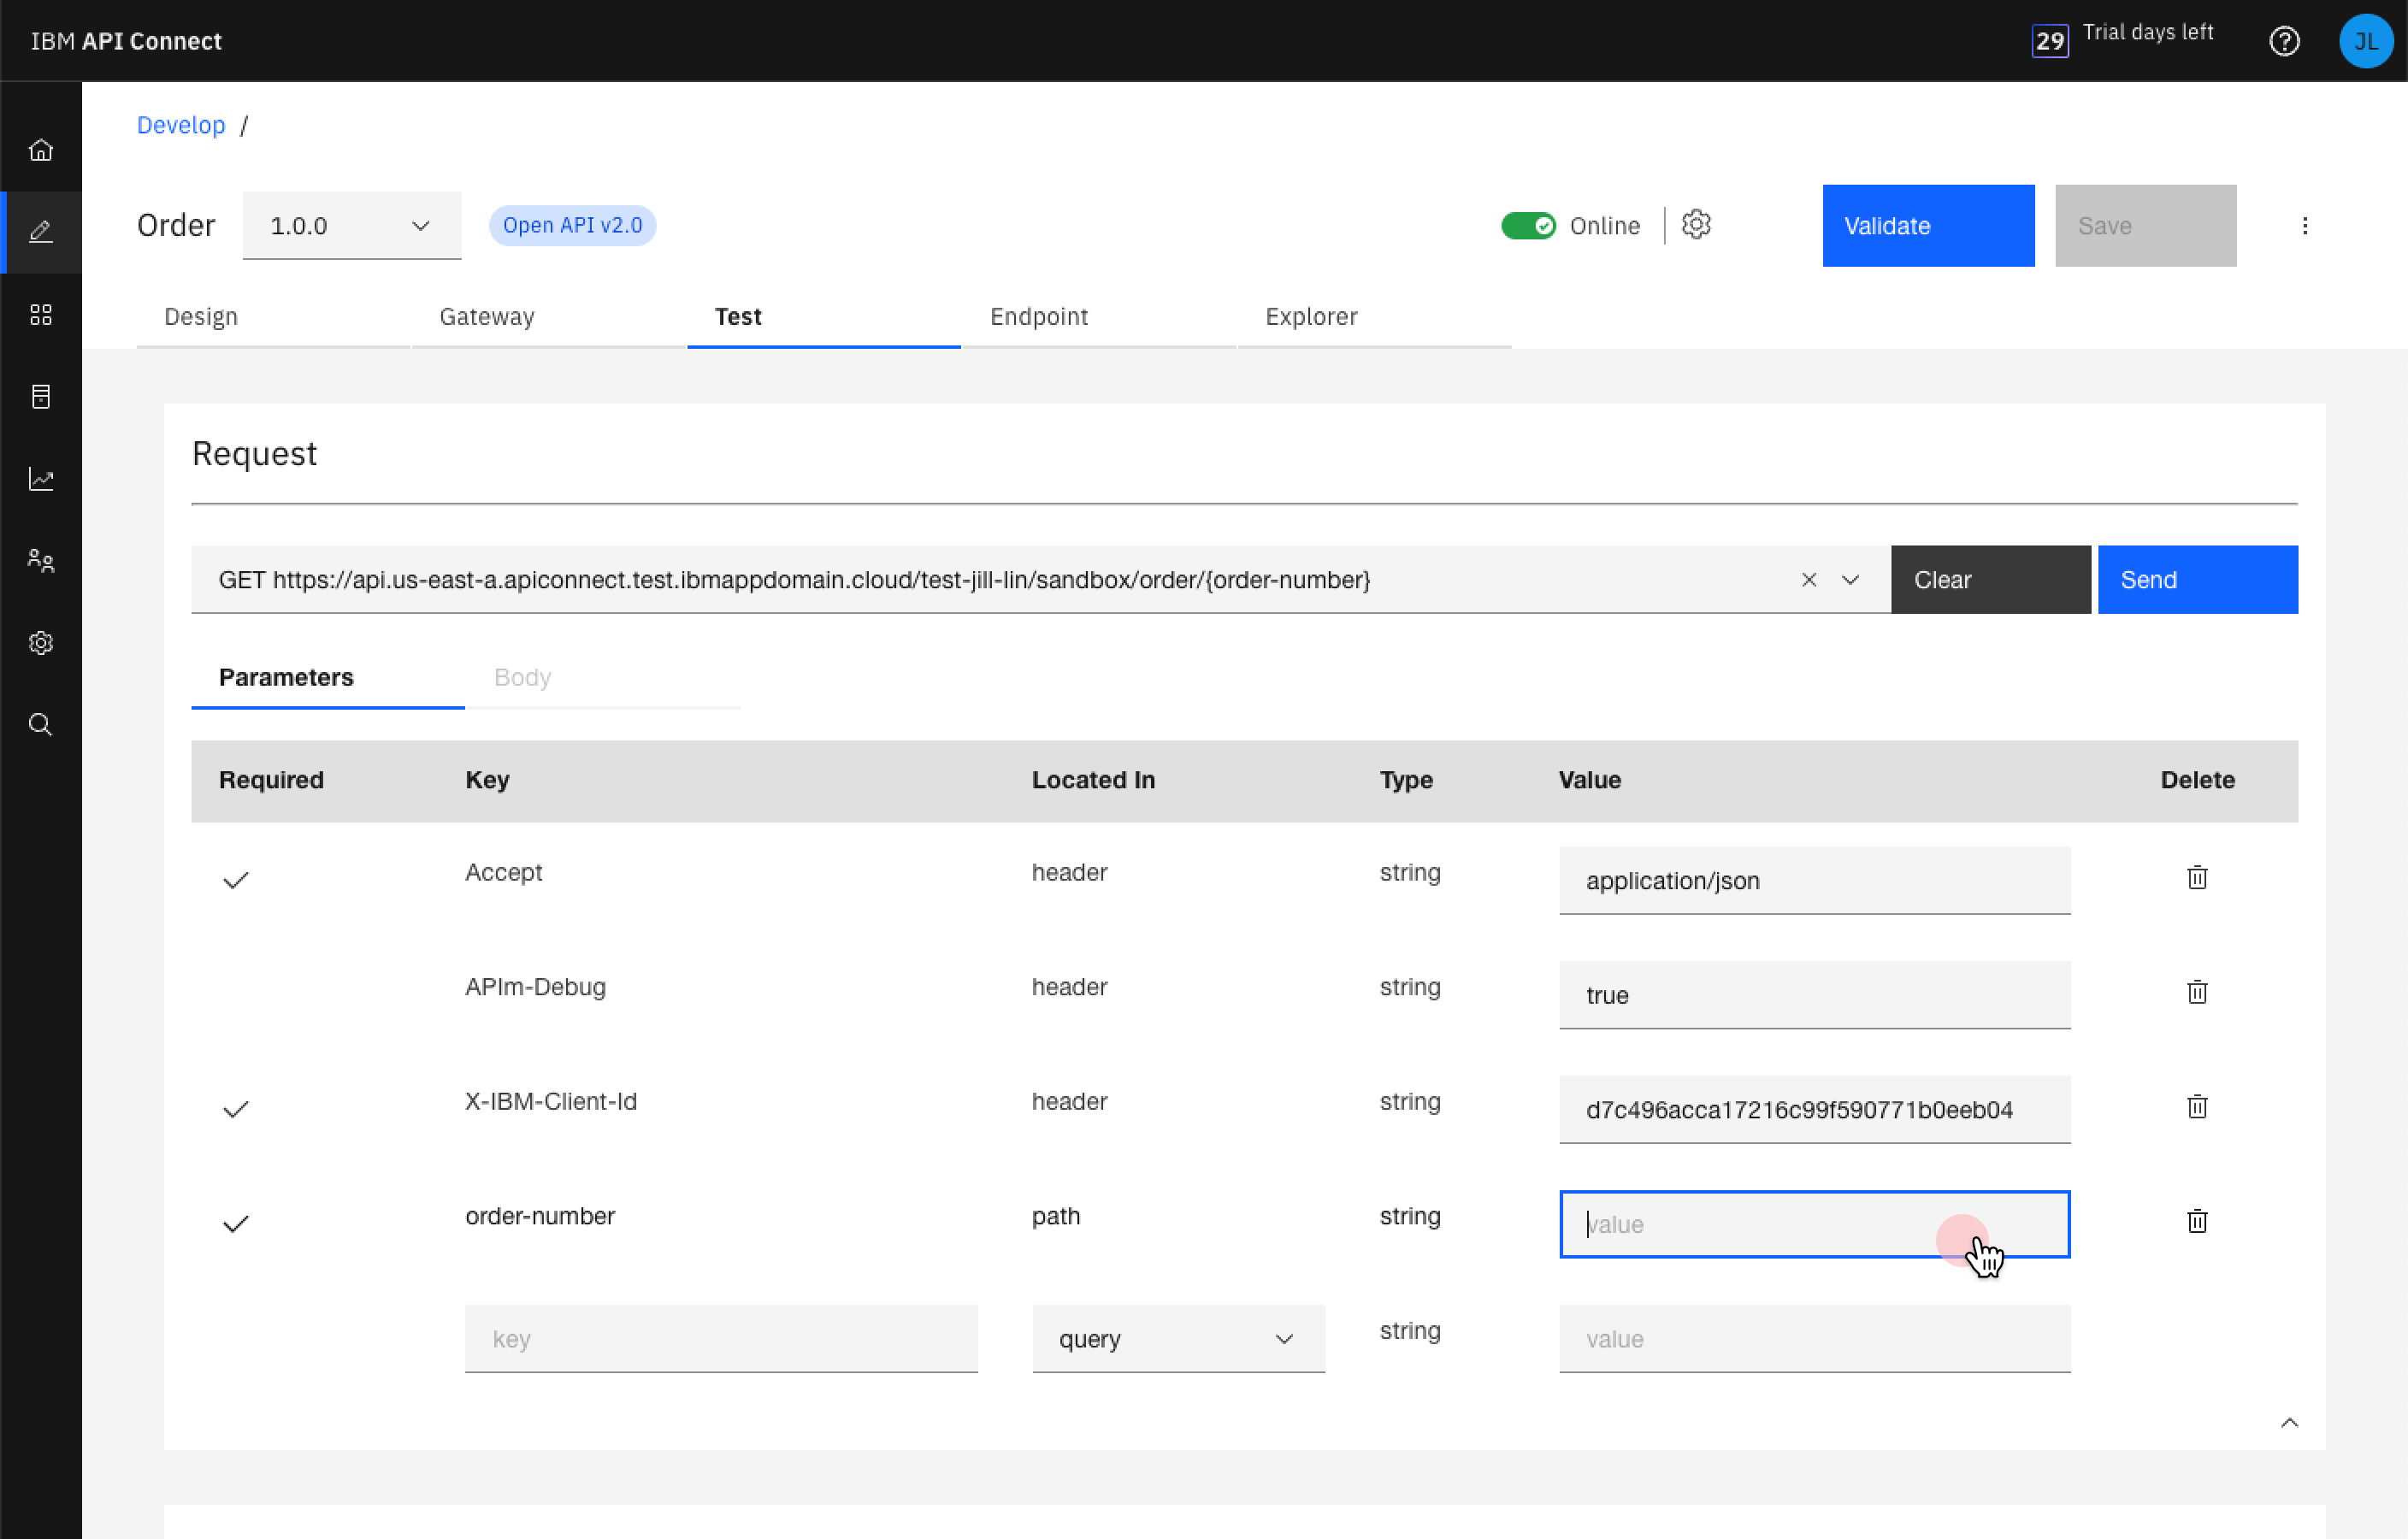 IBM API Connect
29 Trial days left
JL
Develop /
Order 1.0.0 Open API v2.0 Online Validate Save
Design Gateway Test Endpoint Explorer
Request
GET https://api.us-east-a.apiconnect.test.ibmappdomain.cloud/test-jill-lin/sandbox/order/{order-number} Clear Send
Parameters Body
Required Key Located In Type Value Delete
Accept header string application/json
APIm-Debug header string true
X-IBM-Client-Id header string d7c496acca17216c99f590771b0eeb04
order-number path string value
key query string value